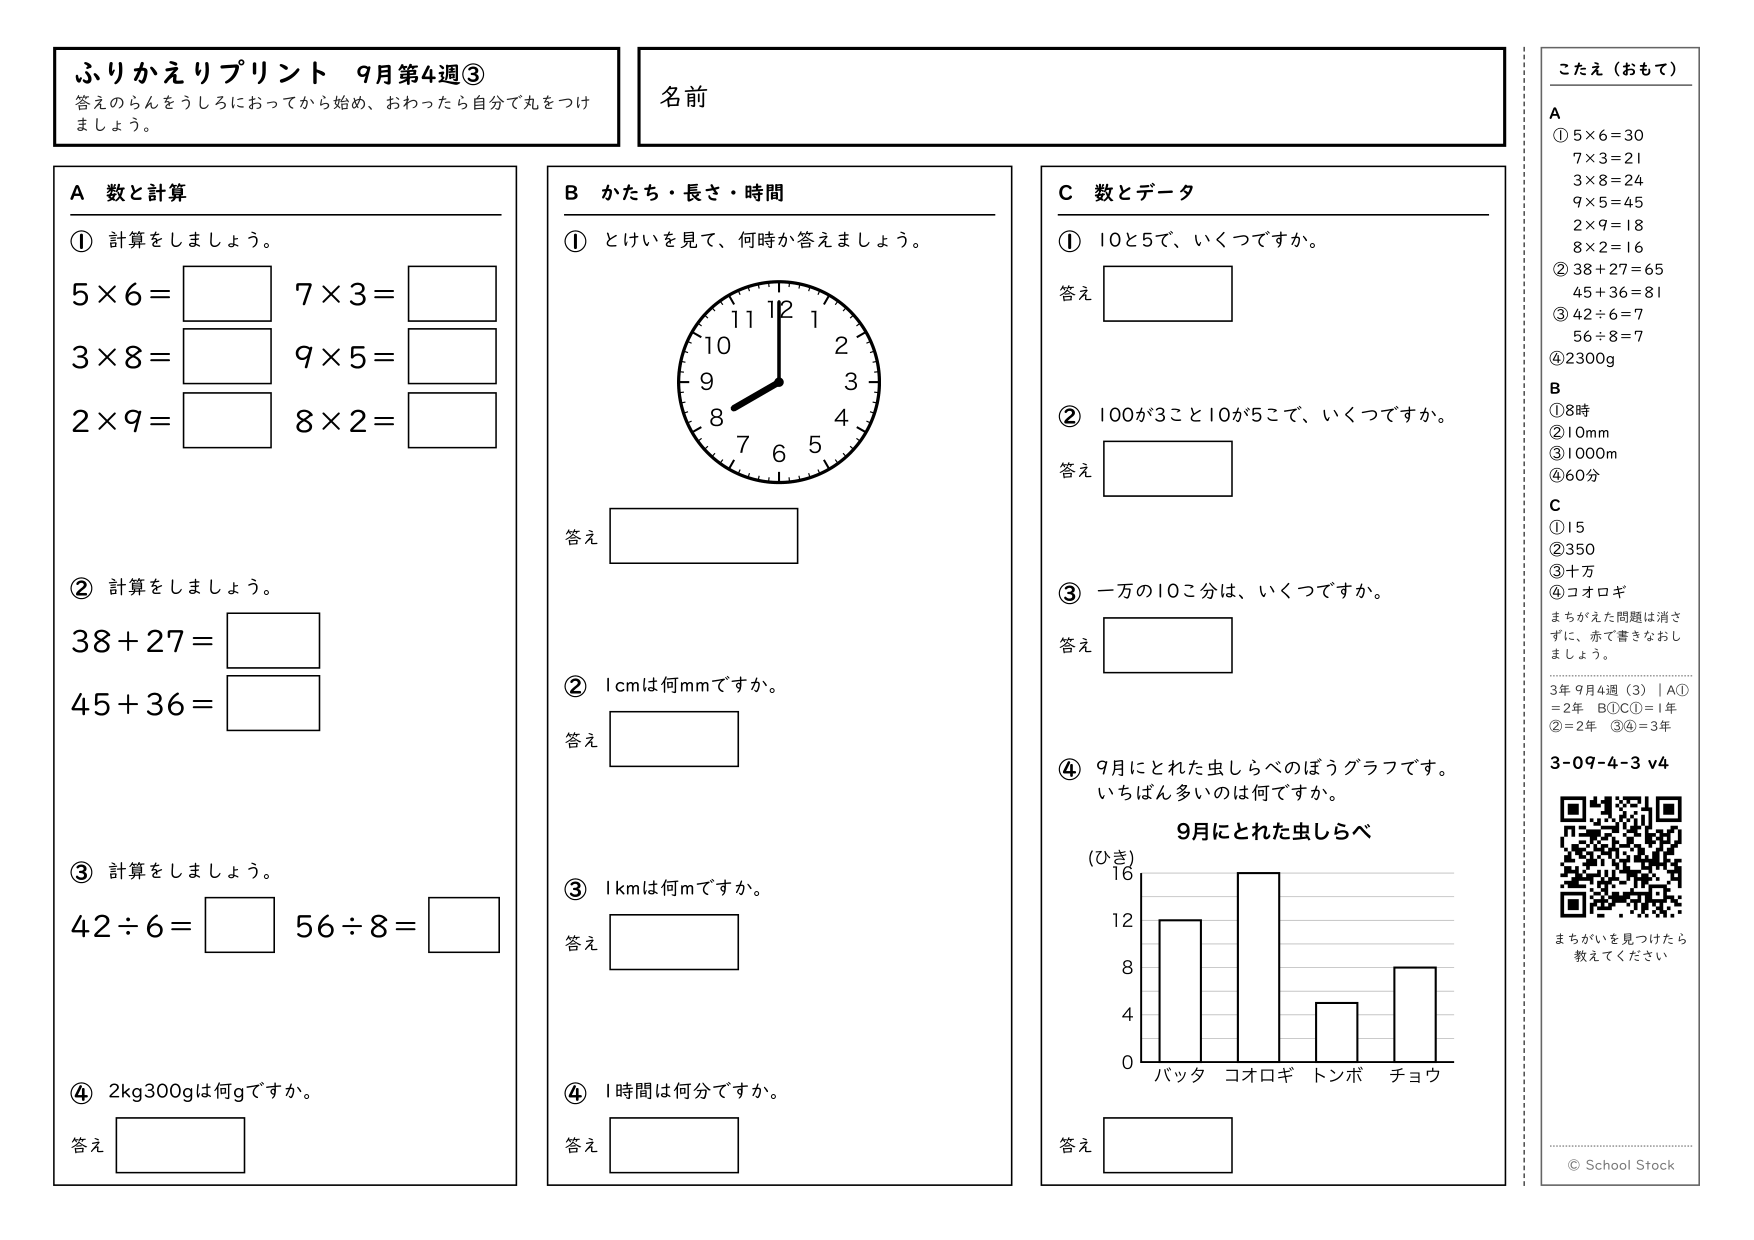 ふりかえりプリント　9月第4週③
答えのらんをうしろにおってから始め、おわったら自分で丸をつけ
ましょう。
名前
A　数と計算
① 計算をしましょう。
5×6＝　7×3＝
3×8＝　9×5＝
2×9＝　8×2＝
② 計算をしましょう。
38＋27＝
45＋36＝
③ 計算をしましょう。
42÷6＝　56÷8＝
④ 2kg300gは何gですか。
答え
B　かたち・長さ・時間
① とけいを見て、何時か答えましょう。
12
1
2
3
4
5
6
7
8
9
10
11
答え
② 1cmは何mmですか。
答え
③ 1kmは何mですか。
答え
④ 1時間は何分ですか。
答え
C　数とデータ
① 10と5で、いくつですか。
答え
② 100が3こと10が5こで、いくつですか。
答え
③ 一万の10こ分は、いくつですか。
答え
④ 9月にとれた虫しらべのぼうグラフです。
いちばん多いのは何ですか。
9月にとれた虫しらべ
(ひき)
16
12
8
4
0
バッタ　コオロギ　トンボ　チョウ
答え
こたえ（おもて）
A
① 5×6＝30
7×3＝21
3×8＝24
9×5＝45
2×9＝18
8×2＝16
② 38＋27＝65
45＋36＝81
③ 42÷6＝7
56÷8＝7
④2300g
B
①8時
②10mm
③1000m
④60分
C
①15
②350
③十万
④コオロギ
まちがえた問題は消さ
ずに、赤で書きなおし
ましょう。
3年 9月4週（3）｜A①
＝2年　B①C①＝1年
②＝2年　③④＝3年
3-09-4-3 v4
まちがいを見つけたら
教えてください
© School Stock